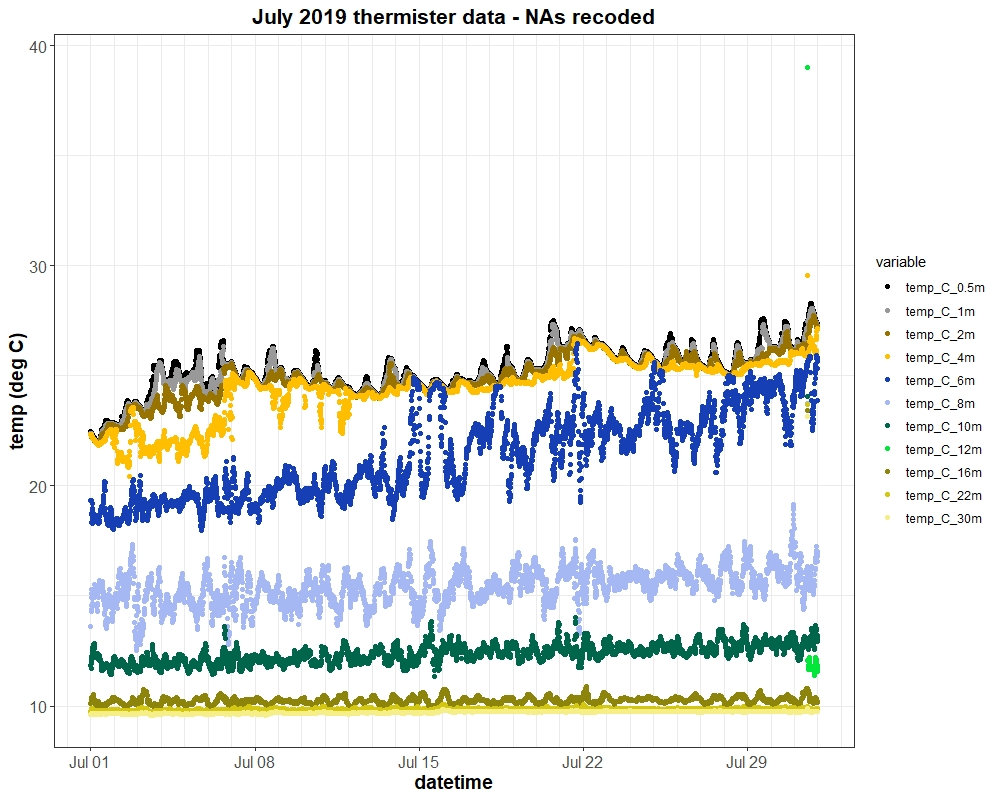 July 2019 thermister data - NAs recoded
temp (deg C)
40
30
20
10
Jul 01
Jul 08
Jul 15
Jul 22
Jul 29
datetime
variable
temp_C_0.5m
temp_C_1m
temp_C_2m
temp_C_4m
temp_C_6m
temp_C_8m
temp_C_10m
temp_C_12m
temp_C_16m
temp_C_22m
temp_C_30m